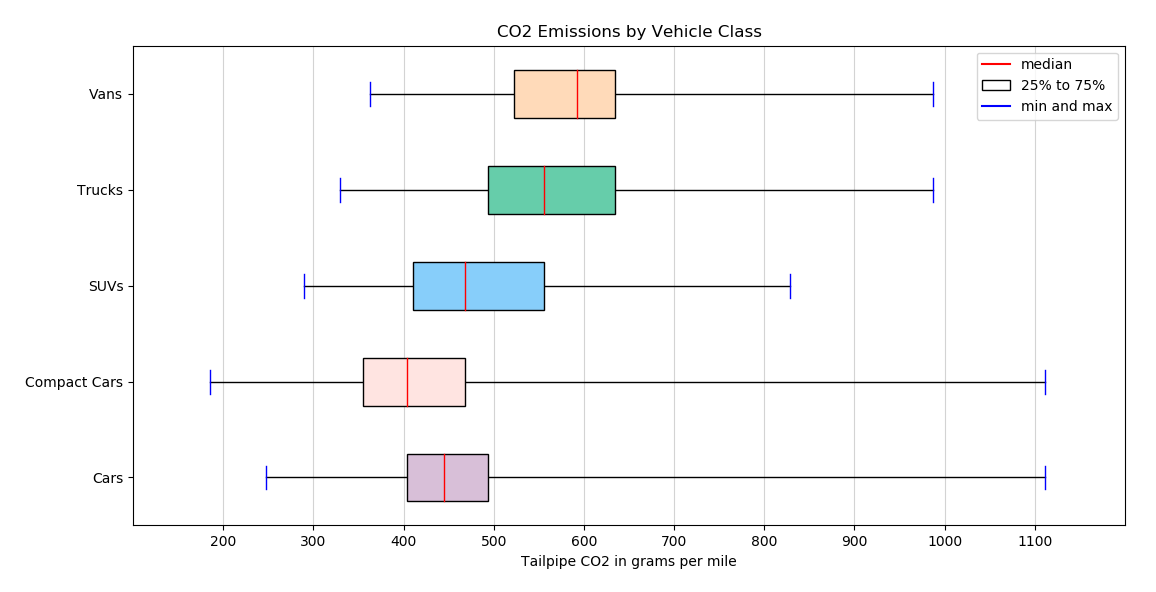 CO2 Emissions by Vehicle Class
median
25% to 75%
min and max
Vans
Trucks
SUVs
Compact Cars
Cars
200 300 400 500 600 700 800 900 1000 1100
Tailpipe CO2 in grams per mile